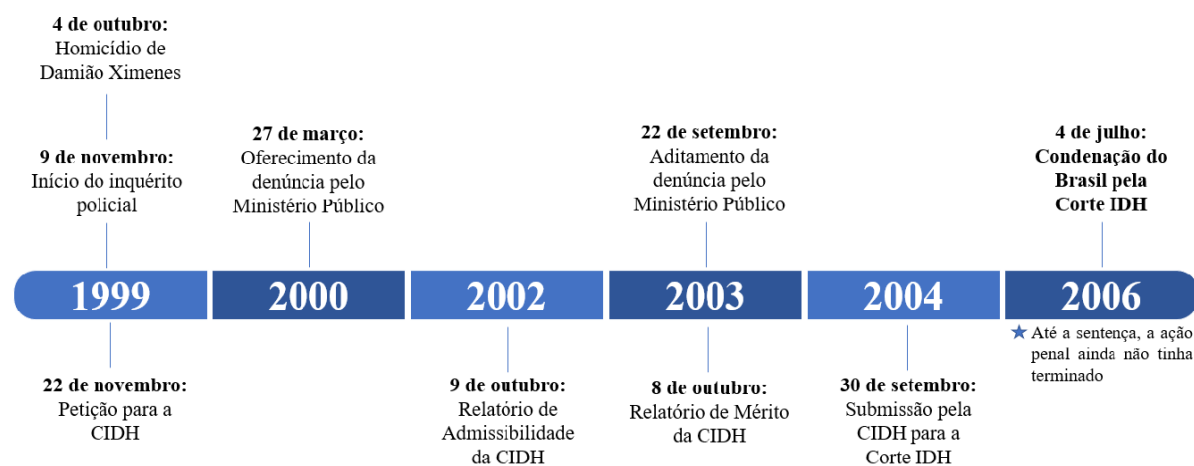 4 de outubro:
Homicídio de
Damião Ximenes
9 de novembro:
Início do inquérito
policial
27 de março:
Oferecimento da
denúncia pelo
Ministério Público
22 de setembro:
Aditamento da
denúncia pelo
Ministério Público
4 de julho:
Condenação do
Brasil pela
Corte IDH
1999
2000
2002
2003
2004
2006
22 de novembro:
Petição para a
CIDH
9 de outubro:
Relatório de
Admissibilidade
da CIDH
8 de outubro:
Relatório de Mérito
da CIDH
30 de setembro:
Submissão pela
CIDH para a
Corte IDH
Até a sentença, a ação
penal ainda não tinha
terminado